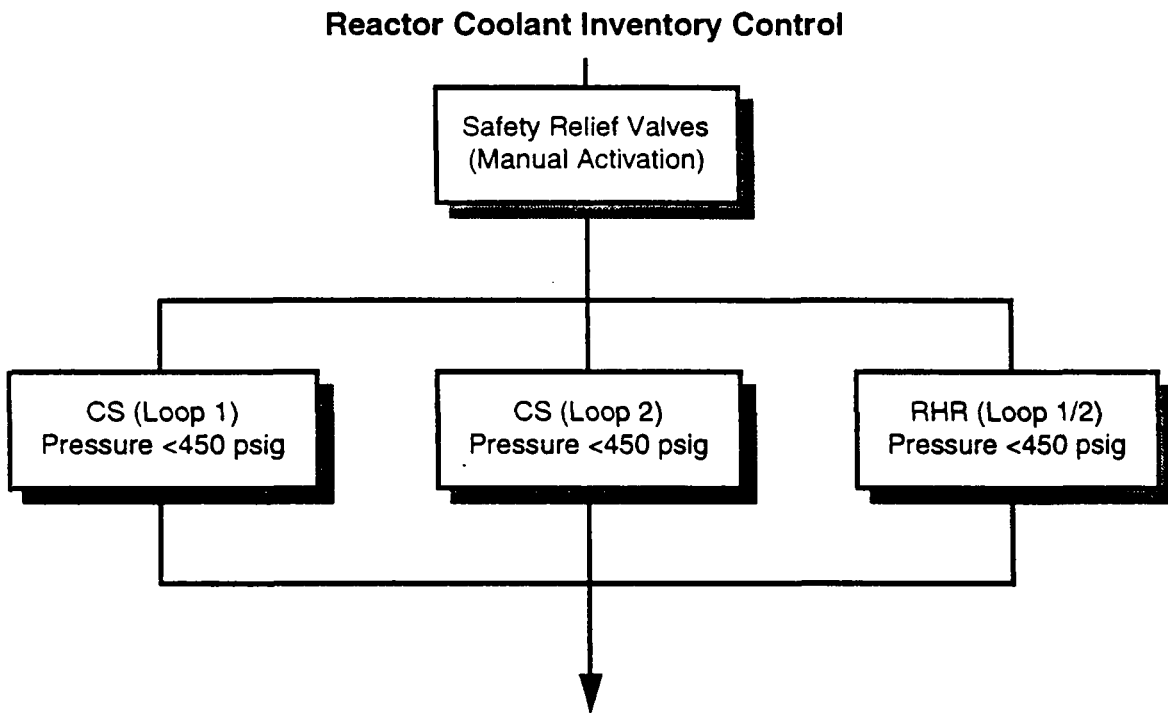 Reactor Coolant Inventory Control
Safety Relief Valves
(Manual Activation)
CS (Loop 1)
Pressure <450 psig
CS (Loop 2)
Pressure <450 psig
RHR (Loop 1/2)
Pressure <450 psig